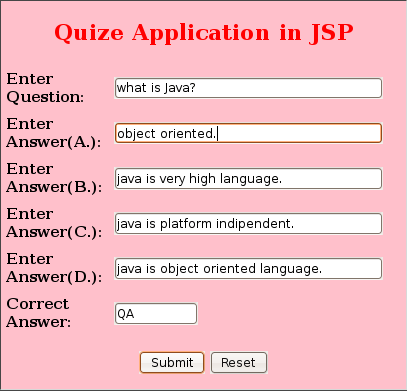 Quize Application in JSP
Enter
Question:
what is Java?
Enter
Answer(A.):
object oriented.
Enter
Answer(B.):
java is very high language.
Enter
Answer(C.):
java is platform indipendent.
Enter
Answer(D.):
java is object oriented language.
Correct
Answer:
QA
Submit Reset